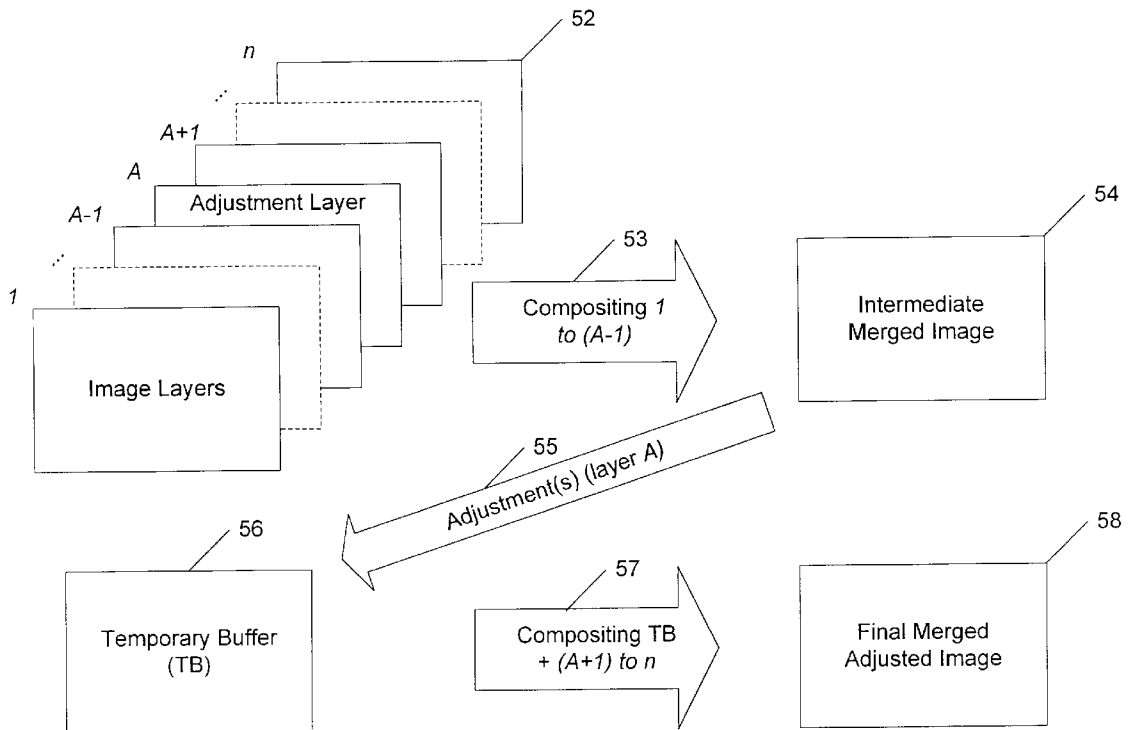 52
n
...
A+1
A
Adjustment Layer
A-1
...
1
Image Layers
53
Compositing 1
to (A-1)
54
Intermediate
Merged Image
55
Adjustment(s) (layer A)
56
Temporary Buffer
(TB)
57
Compositing TB
+ (A+1) to n
58
Final Merged
Adjusted Image